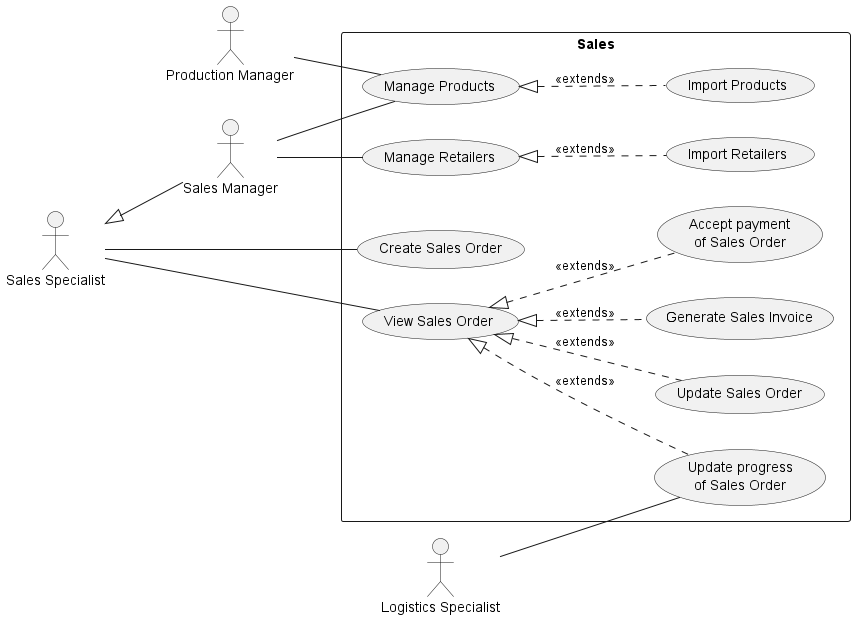 Sales
Production Manager
Manage Products
«extends»
Import Products
Sales Manager
Manage Retailers
«extends»
Import Retailers
Sales Specialist
Create Sales Order
Accept payment
of Sales Order
«extends»
View Sales Order
«extends»
Generate Sales Invoice
«extends»
Update Sales Order
«extends»
Update progress
of Sales Order
Logistics Specialist